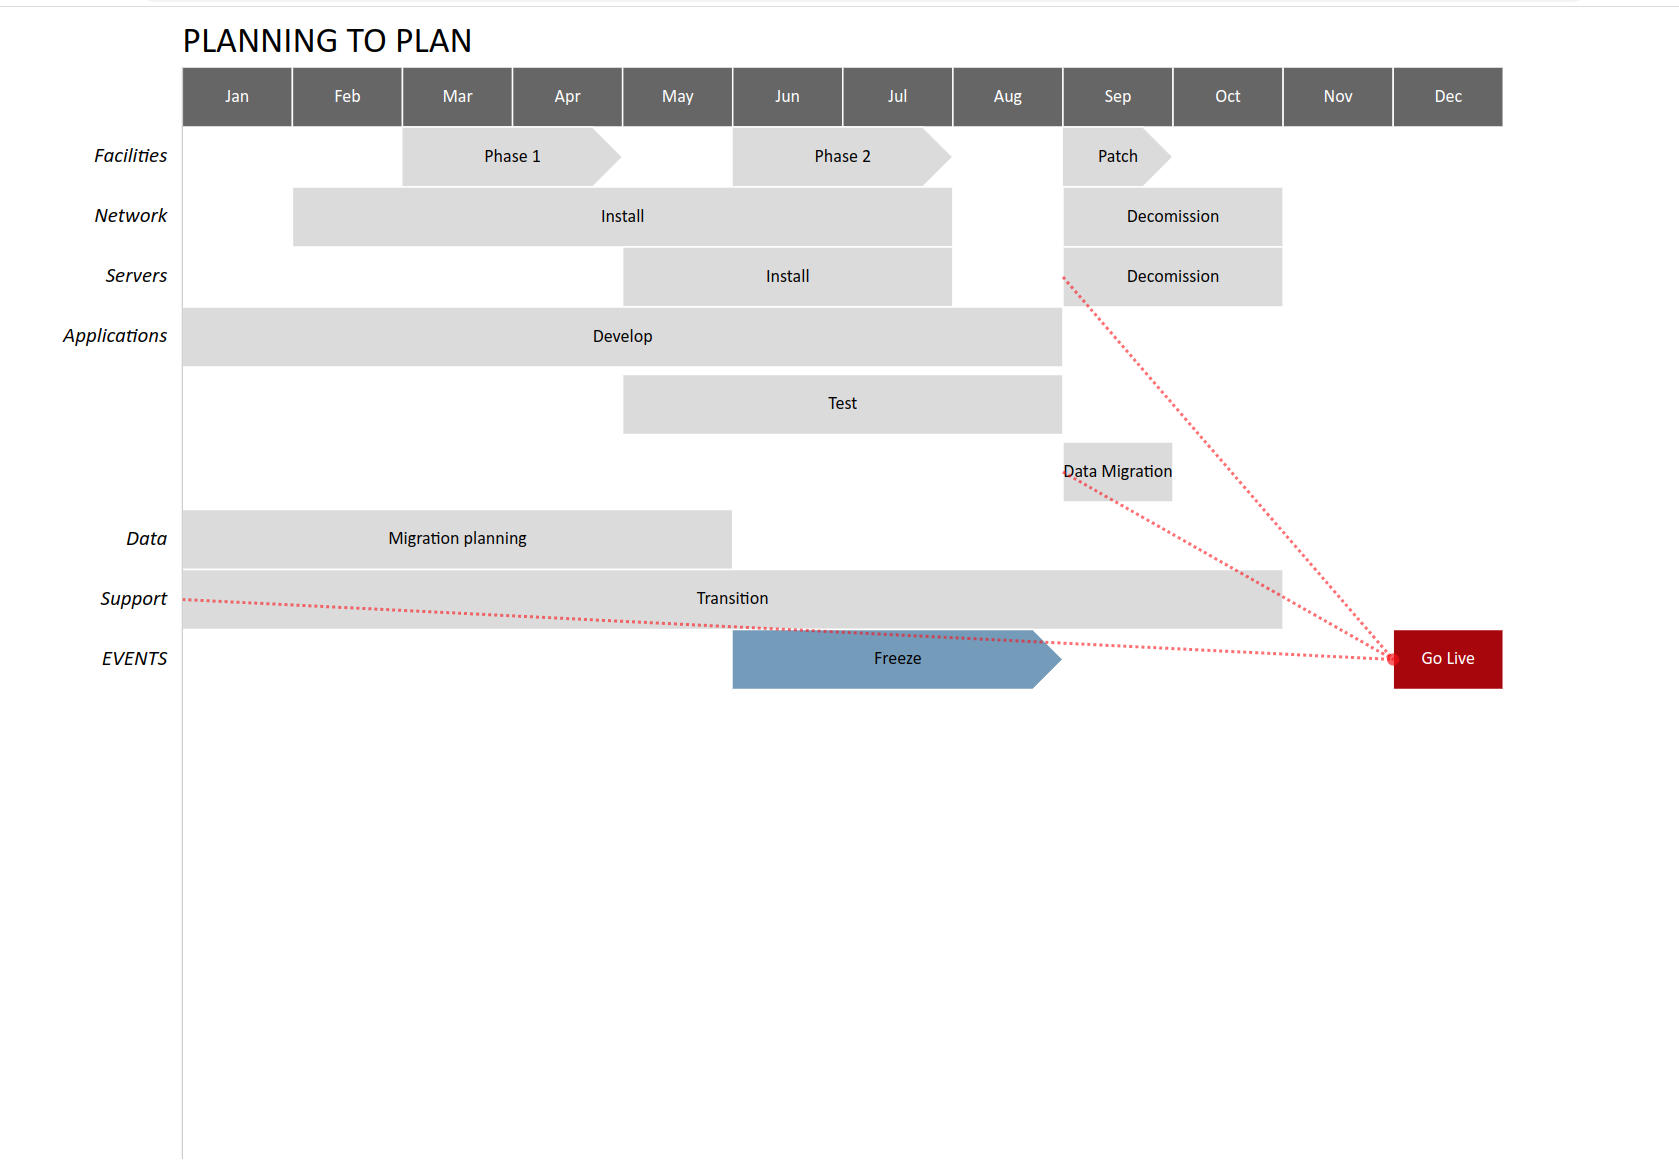 PLANNING TO PLAN
Jan Feb Mar Apr May Jun Jul Aug Sep Oct Nov Dec
Facilities Phase 1 Phase 2 Patch
Network Install Decomission
Servers Install Decomission
Applications Develop
Test
Data Migration
Data Migration planning
Support Transition
EVENTS Freeze Go Live